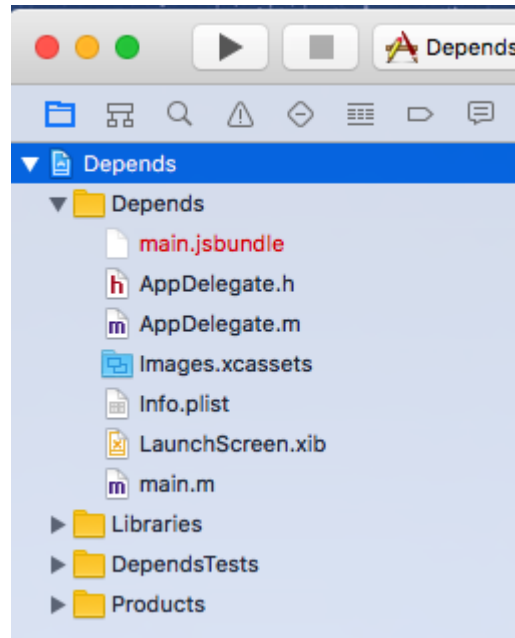 Depends
Depends
Depends
main.jsbundle
h AppDelegate.h
m AppDelegate.m
Images.xcassets
Info.plist
LaunchScreen.xib
m main.m
Libraries
DependsTests
Products